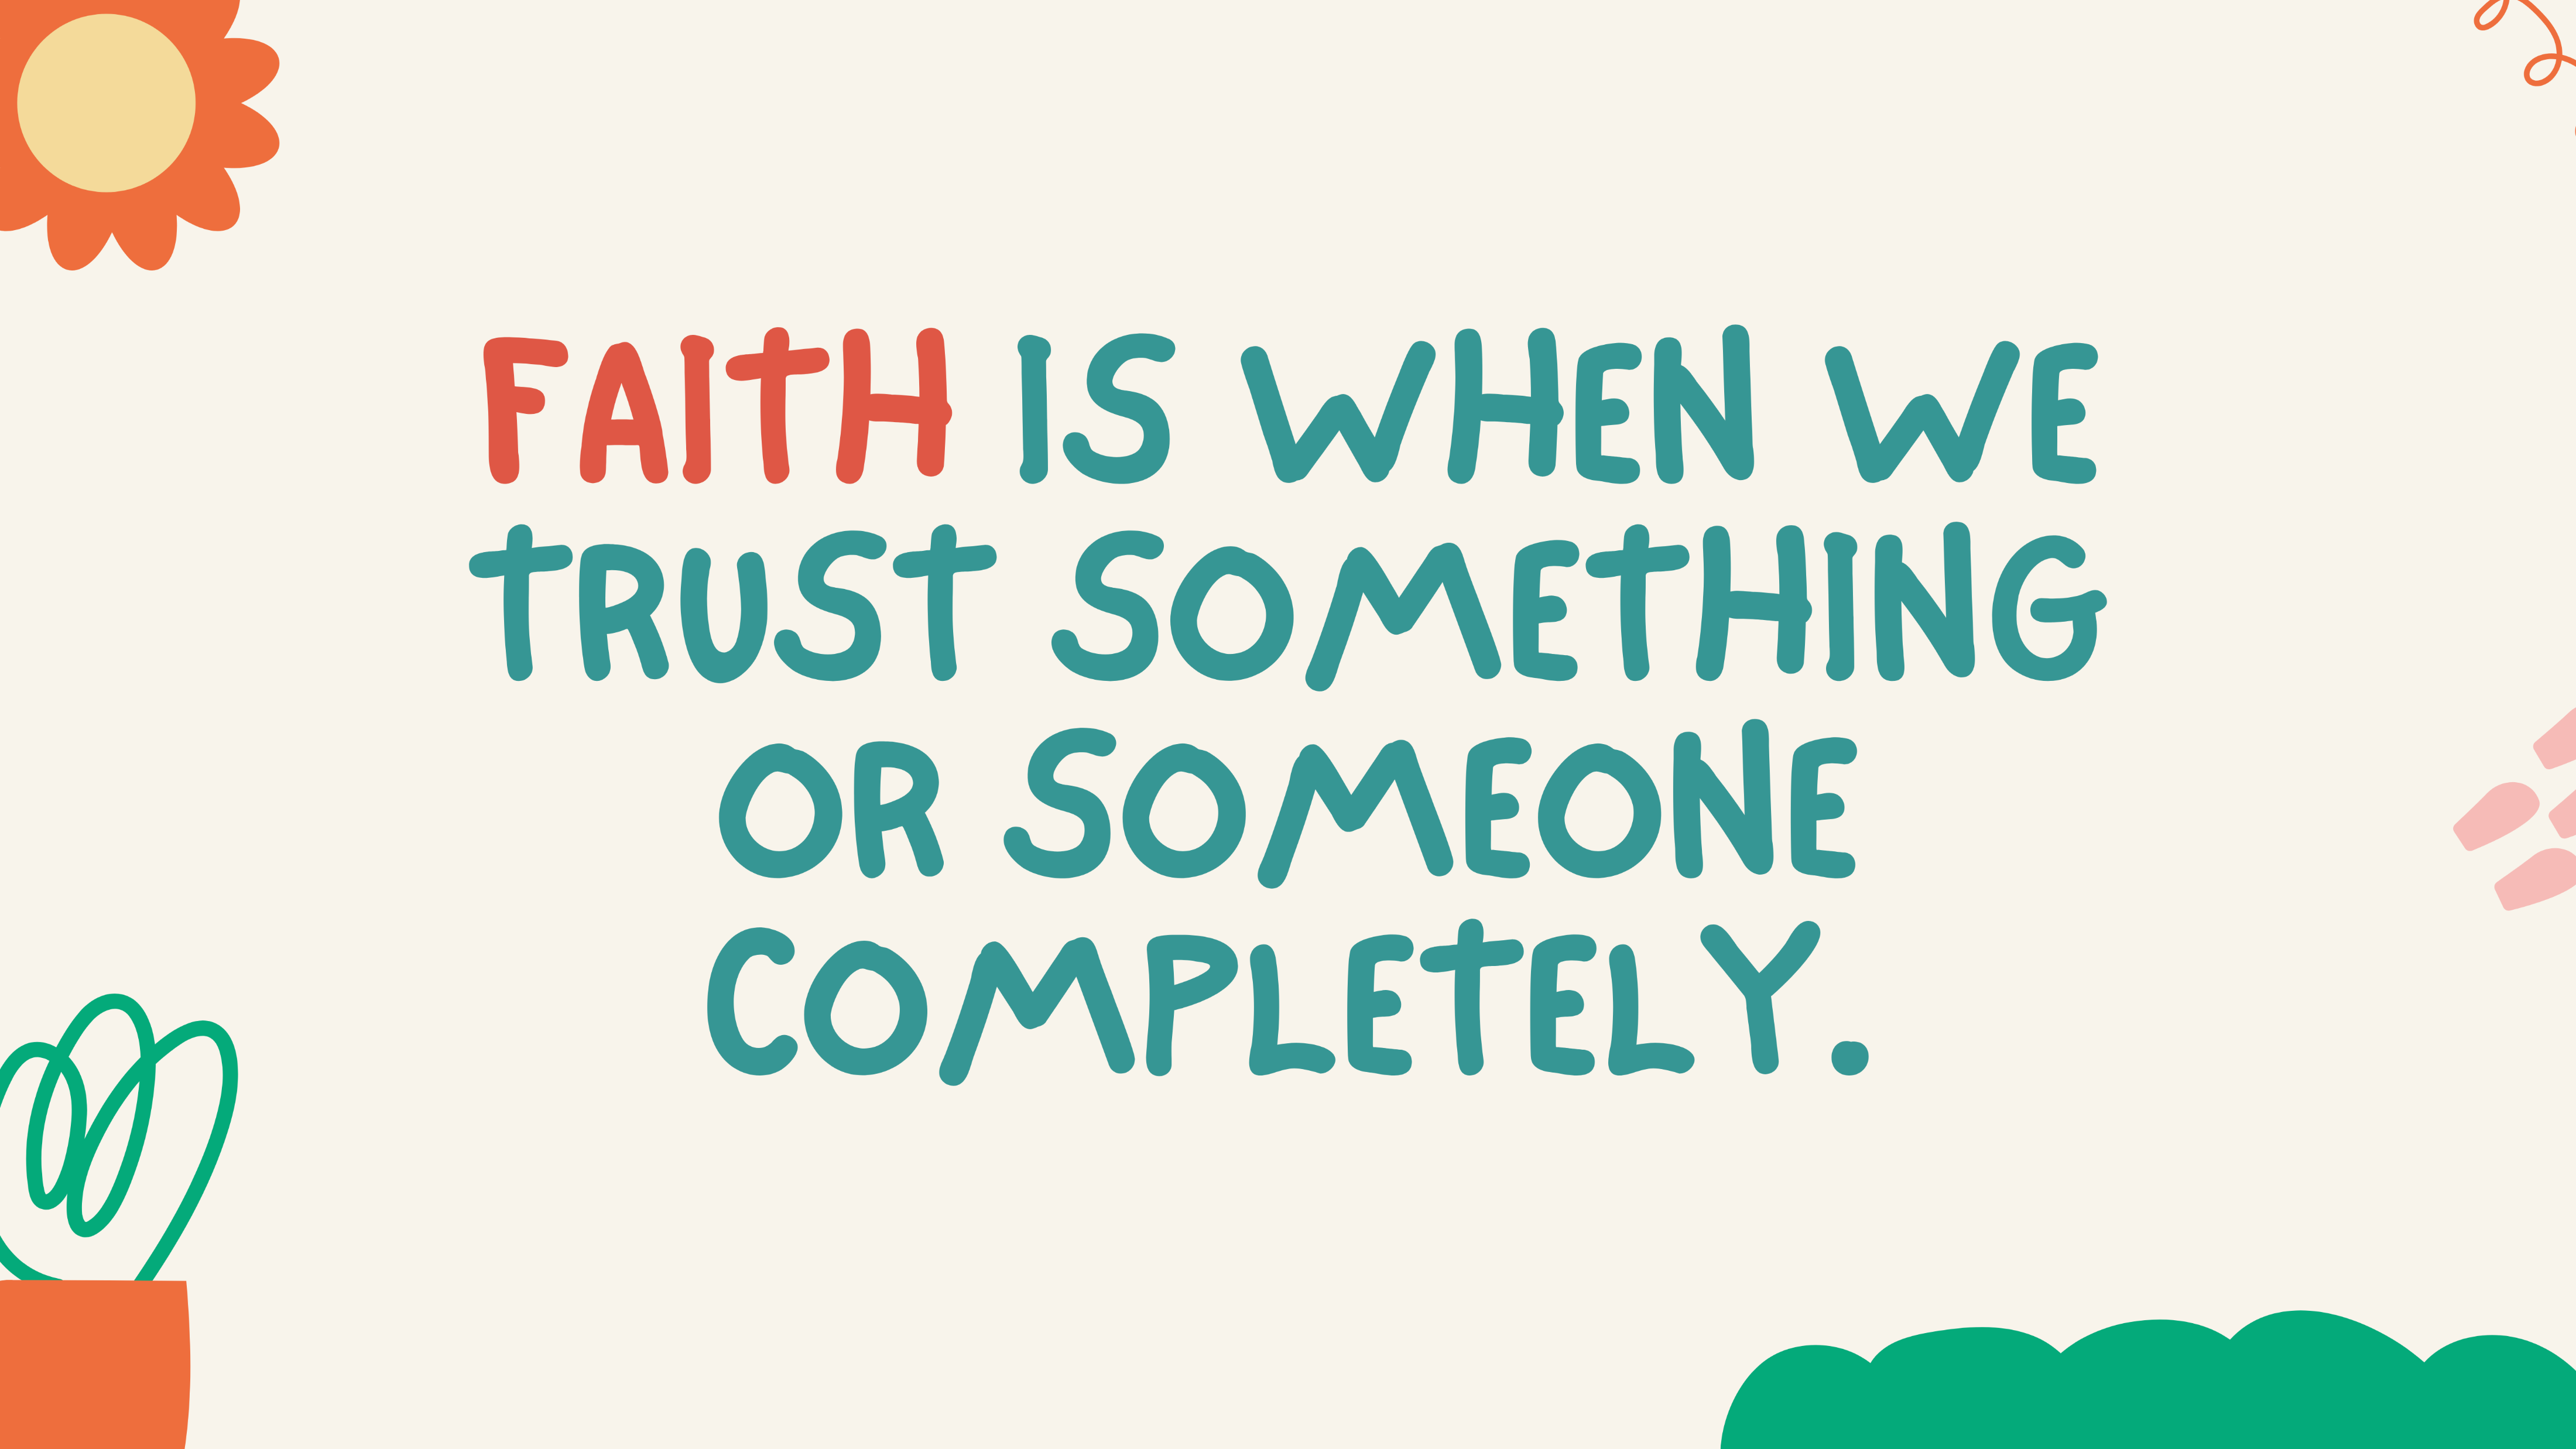 FAITH IS WHEN WE
TRUST SOMETHING
OR SOMEONE
COMPLETELY.